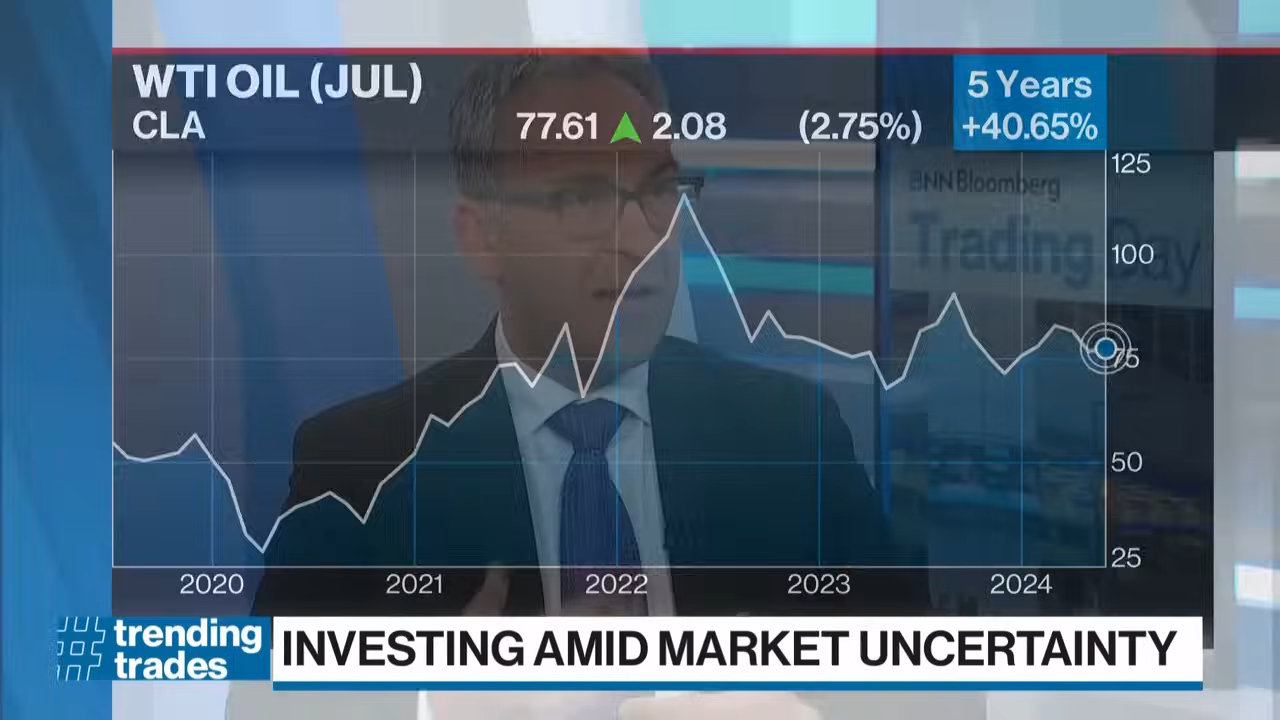 WTI OIL (JUL)
CLA
77.61 ▲ 2.08 (2.75%)
5 Years
+40.65%
BNN Bloomberg
Trading Day
125
100
75
50
25
2020 2021 2022 2023 2024
# trending
trades
INVESTING AMID MARKET UNCERTAINTY